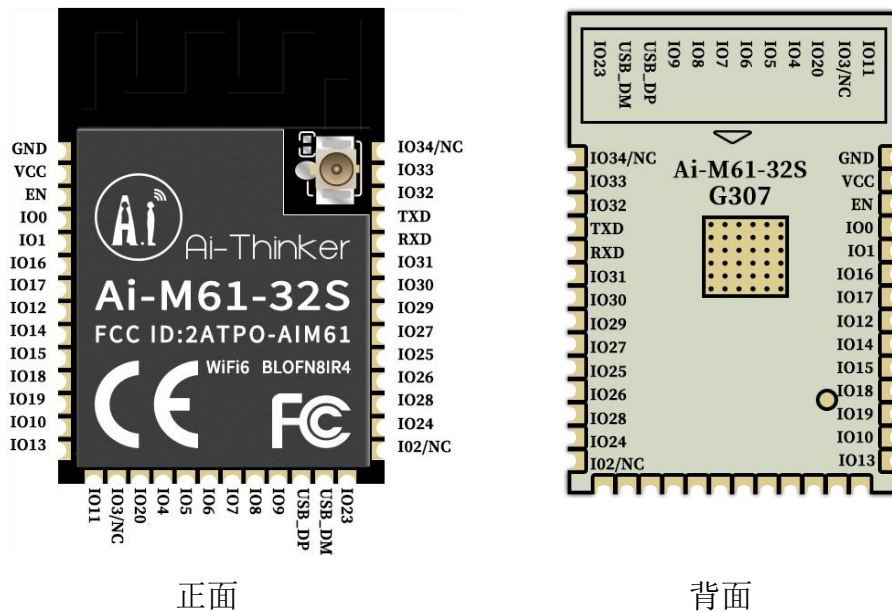 GND
VCC
EN
IO0
IO1
IO16
IO17
IO12
IO14
IO15
IO18
IO19
IO10
IO13
A.i
Ai-Thinker
Ai-M61-32S
FCC ID:2ATPO-AIM61
WiFi6 BLOFN8IR4
CE
FC
IO34/NC
IO33
IO32
TXD
RXD
IO31
IO30
IO29
IO27
IO25
IO26
IO28
IO24
I02/NC
IO11
IO3/NC
IO20
IO4
IO5
IO6
IO7
IO8
IO9
USB_DP
USB_DM
IO23
正面
IO23
USB_DM
USB_DP
IO9
IO8
IO7
IO6
IO5
IO4
IO20
IO3/NC
IO11
IO34/NC
IO33
IO32
TXD
RXD
IO31
IO30
IO29
IO27
IO25
IO26
IO28
IO24
I02/NC
Ai-M61-32S
G307
GND
VCC
EN
IO0
IO1
IO16
IO17
IO12
IO14
IO15
IO18
IO19
IO10
IO13
背面